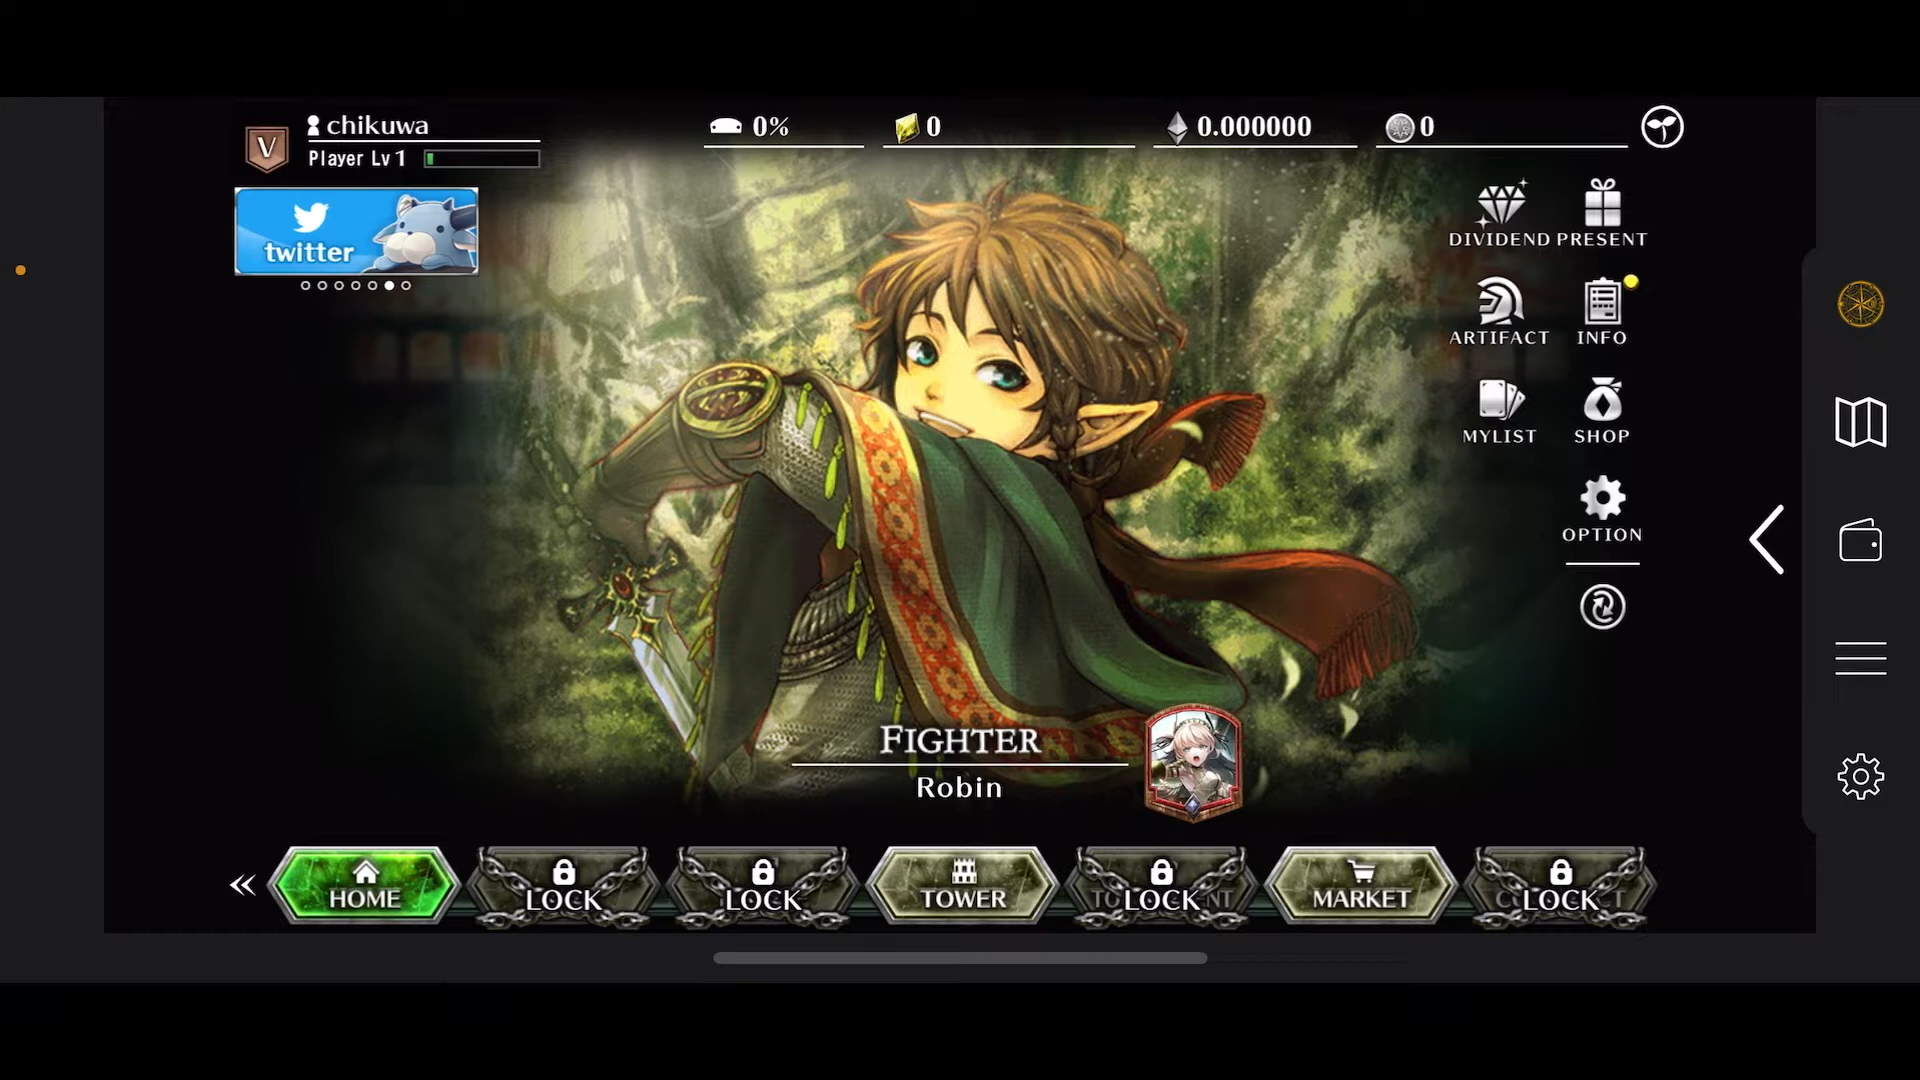 chikuwa
V
Player Lv 1
0%
0
0.000000
0
twitter
DIVIDEND
PRESENT
ARTIFACT
INFO
MYLIST
SHOP
OPTION
FIGHTER
Robin
HOME
LOCK
LOCK
TOWER
LOCK
MARKET
LOCK